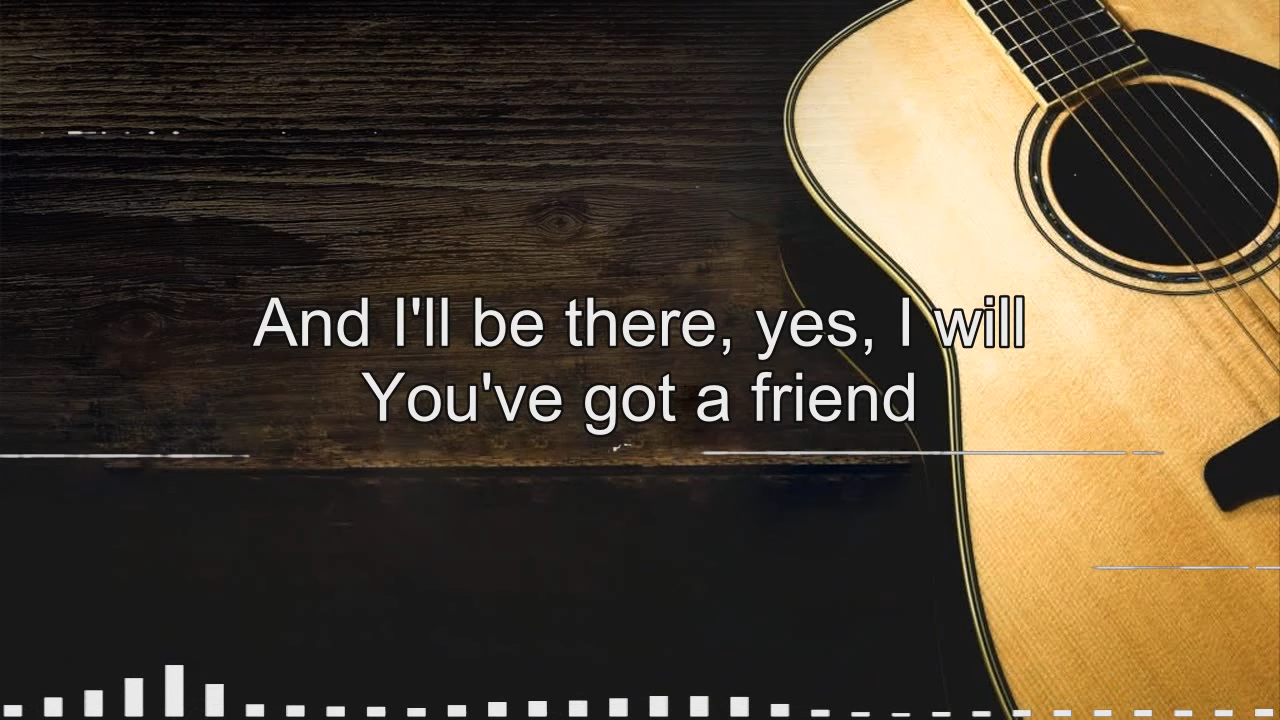 And I'll be there, yes, I will
You've got a friend